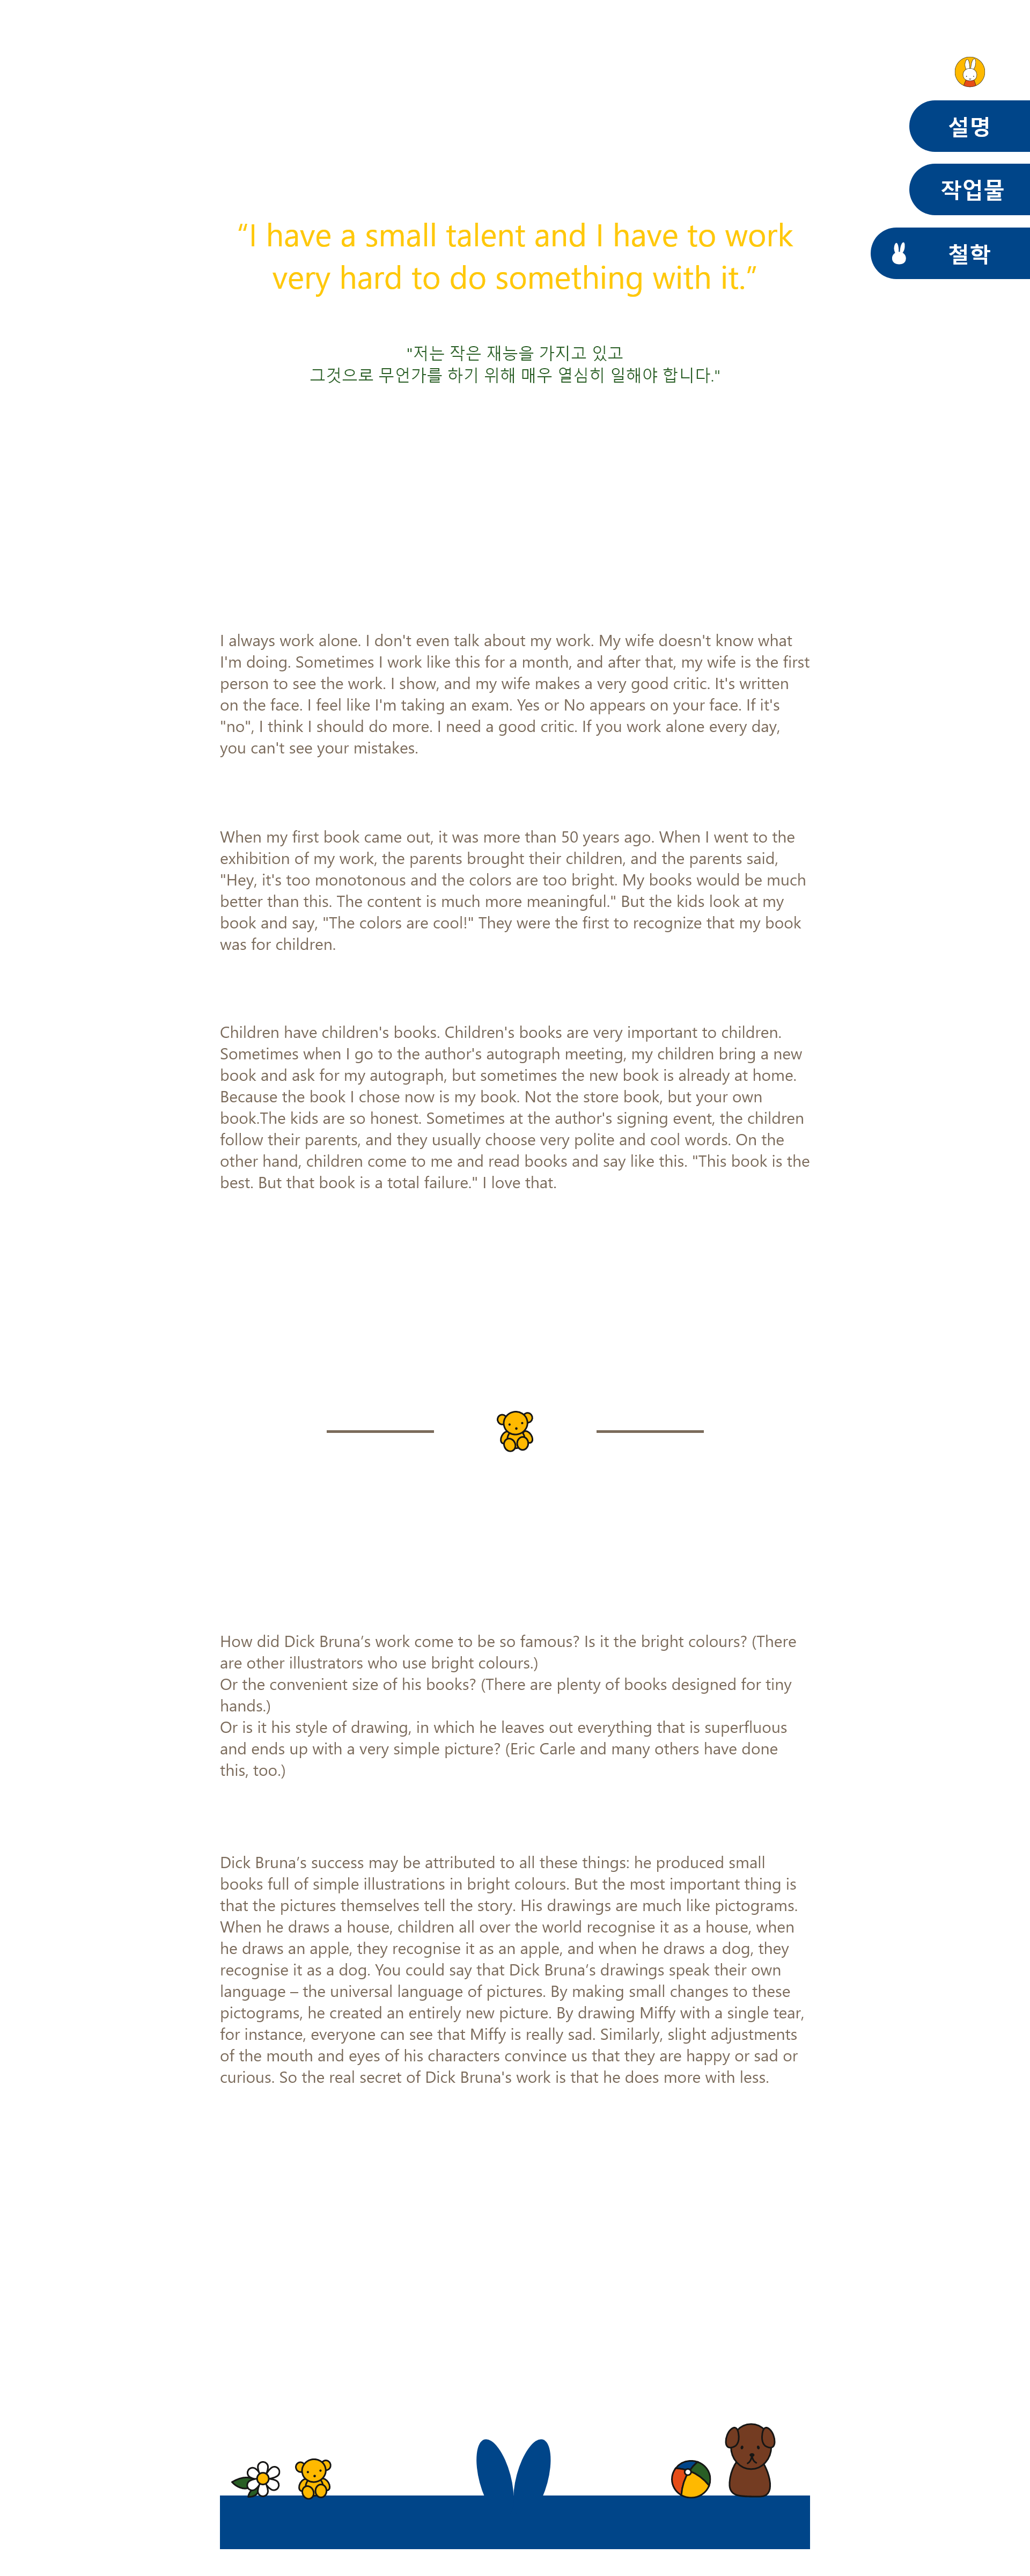 설명
작업물
철학
“I have a small talent and I have to work
very hard to do something with it.”
"저는 작은 재능을 가지고 있고
그것으로 무언가를 하기 위해 매우 열심히 일해야 합니다."
I always work alone. I don't even talk about my work. My wife doesn't know what
I'm doing. Sometimes I work like this for a month, and after that, my wife is the first
person to see the work. I show, and my wife makes a very good critic. It's written
on the face. I feel like I'm taking an exam. Yes or No appears on your face. If it's
"no", I think I should do more. I need a good critic. If you work alone every day,
you can't see your mistakes.
When my first book came out, it was more than 50 years ago. When I went to the
exhibition of my work, the parents brought their children, and the parents said,
"Hey, it's too monotonous and the colors are too bright. My books would be much
better than this. The content is much more meaningful." But the kids look at my
book and say, "The colors are cool!" They were the first to recognize that my book
was for children.
Children have children's books. Children's books are very important to children.
Sometimes when I go to the author's autograph meeting, my children bring a new
book and ask for my autograph, but sometimes the new book is already at home.
Because the book I chose now is my book. Not the store book, but your own
book.The kids are so honest. Sometimes at the author's signing event, the children
follow their parents, and they usually choose very polite and cool words. On the
other hand, children come to me and read books and say like this. "This book is the
best. But that book is a total failure." I love that.
How did Dick Bruna’s work come to be so famous? Is it the bright colours? (There
are other illustrators who use bright colours.)
Or the convenient size of his books? (There are plenty of books designed for tiny
hands.)
Or is it his style of drawing, in which he leaves out everything that is superfluous
and ends up with a very simple picture? (Eric Carle and many others have done
this, too.)
Dick Bruna’s success may be attributed to all these things: he produced small
books full of simple illustrations in bright colours. But the most important thing is
that the pictures themselves tell the story. His drawings are much like pictograms.
When he draws a house, children all over the world recognise it as a house, when
he draws an apple, they recognise it as an apple, and when he draws a dog, they
recognise it as a dog. You could say that Dick Bruna’s drawings speak their own
language – the universal language of pictures. By making small changes to these
pictograms, he created an entirely new picture. By drawing Miffy with a single tear,
for instance, everyone can see that Miffy is really sad. Similarly, slight adjustments
of the mouth and eyes of his characters convince us that they are happy or sad or
curious. So the real secret of Dick Bruna's work is that he does more with less.